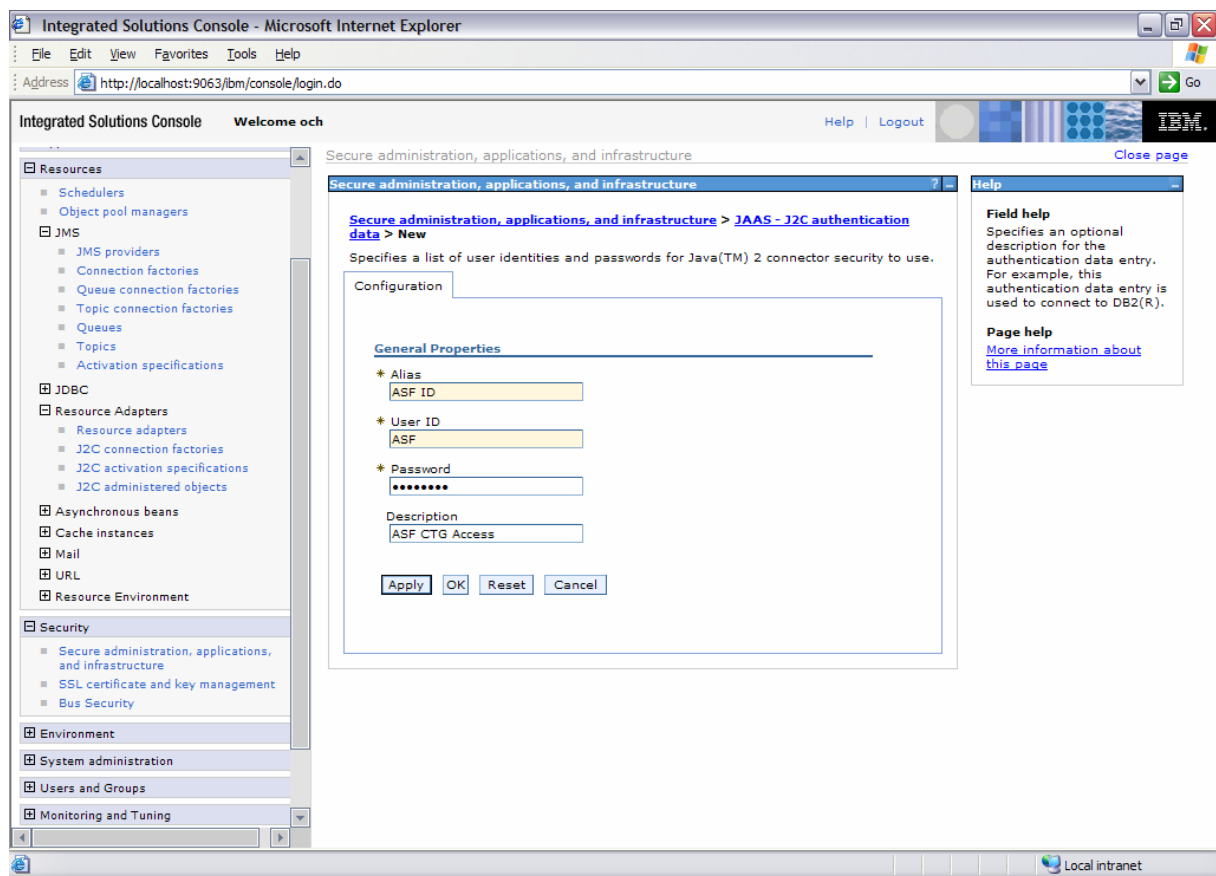 Integrated Solutions Console - Microsoft Internet Explorer
File Edit View Favorites Tools Help
Address http://localhost:9063/ibm/console/login.do Go
Integrated Solutions Console Welcome och Help | Logout IBM.
Resources
Schedulers
Object pool managers
JMS
JMS providers
Connection factories
Queue connection factories
Topic connection factories
Queues
Topics
Activation specifications
JDBC
Resource Adapters
Resource adapters
J2C connection factories
J2C activation specifications
J2C administered objects
Asynchronous beans
Cache instances
Mail
URL
Resource Environment
Security
Secure administration, applications,
and infrastructure
SSL certificate and key management
Bus Security
Environment
System administration
Users and Groups
Monitoring and Tuning
Secure administration, applications, and infrastructure
Close page
Secure administration, applications, and infrastructure ? -
Secure administration, applications, and infrastructure > JAAS - J2C authentication
data > New
Specifies a list of user identities and passwords for Java(TM) 2 connector security to use.
Configuration
General Properties
* Alias
ASF ID
* User ID
ASF
* Password
••••••••
Description
ASF CTG Access
Apply OK Reset Cancel
Help -
Field help
Specifies an optional
description for the
authentication data entry.
For example, this
authentication data entry is
used to connect to DB2(R).
Page help
More information about
this page
Local intranet